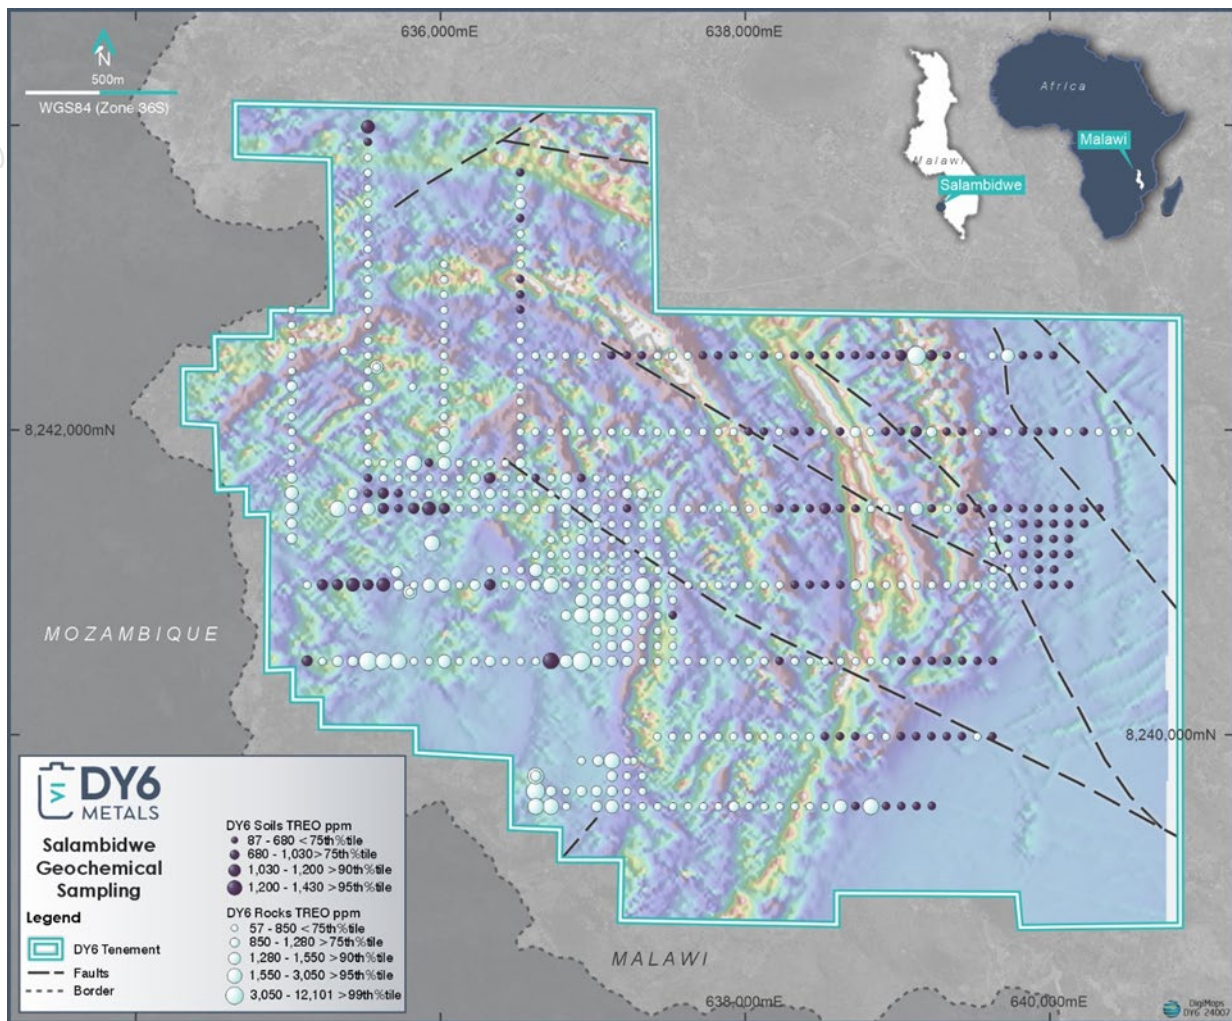 636,000mE
638,000mE
N
500m
WGS84 (Zone 36S)
Africa
Malawi
Malawi
Salambidwe
8,242,000mN
MOZAMBIQUE
8,240,000mN
DY6
METALS
Salambidwe
Geochemical
Sampling
Legend
DY6 Tenement
Faults
Border
DY6 Soils TREO ppm
87 - 680 <75th%tile
680 - 1,030>75th%tile
1,030 - 1,200 >90th%tile
1,200 - 1,430 >95th%tile
DY6 Rocks TREO ppm
57 - 850 <75th%tile
850 - 1,280 >75th%tile
1,280 - 1,550 >90th%tile
1,550 - 3,050 >95th%tile
3,050 - 12,101 >99th%tile
MALAWI
638,000mE
640,000mE
DigiMaps